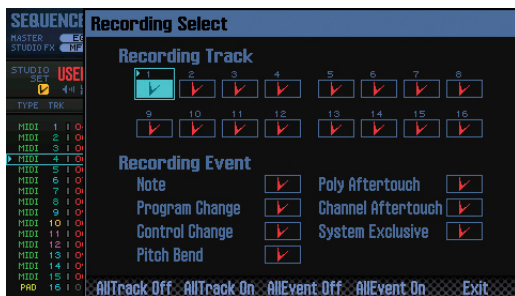 SEQUENCE
Recording Select
MASTER
STUDIO FX MF
Recording Track
STUDIO SET USE
1 2 3 4 5 6 7 8
TYPE TRK
9 10 11 12 13 14 15 16
MIDI 1
MIDI 2
MIDI 3
MIDI 4
MIDI 5
MIDI 6
MIDI 7
MIDI 8
MIDI 9
MIDI 10
MIDI 11
MIDI 12
MIDI 13
MIDI 14
MIDI 15
PAD 16
Recording Event
Note
Poly Aftertouch
Program Change
Channel Aftertouch
Control Change
System Exclusive
Pitch Bend
AllTrack Off AllTrack On AllEvent Off AllEvent On Exit